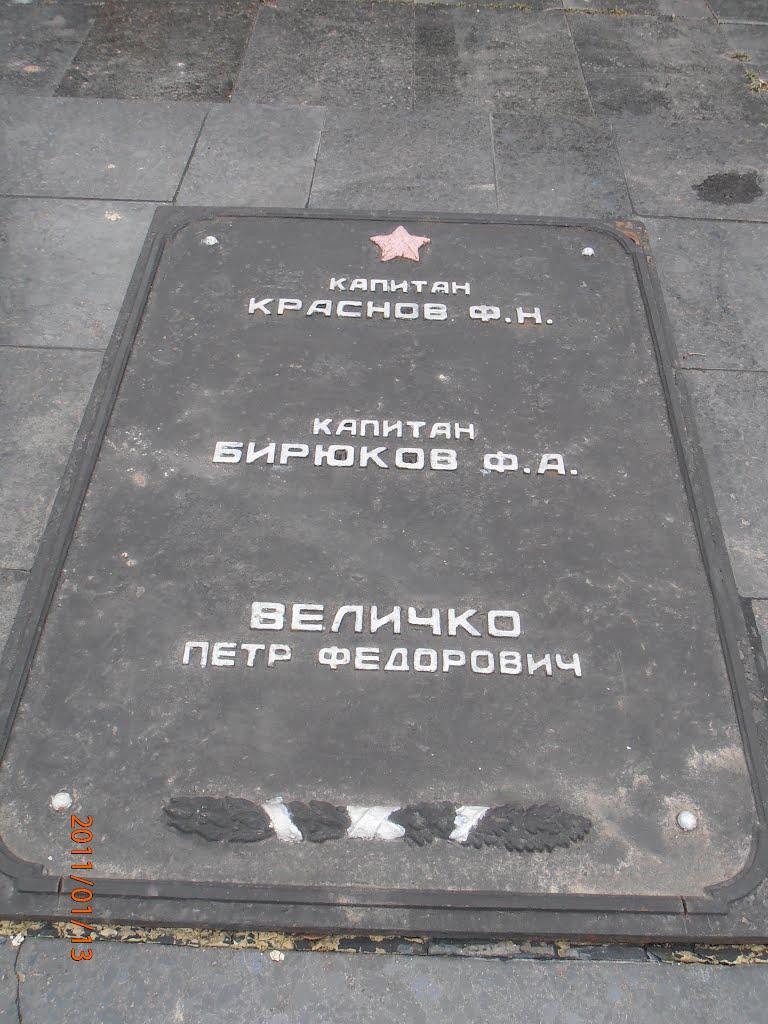 КАПИТАН
КРАСНОВ Ф.Н.
КАПИТАН
БИРЮКОВ Ф.А.
ВЕЛИЧКО
ПЕТР ФЕДОРОВИЧ
2011/01/13